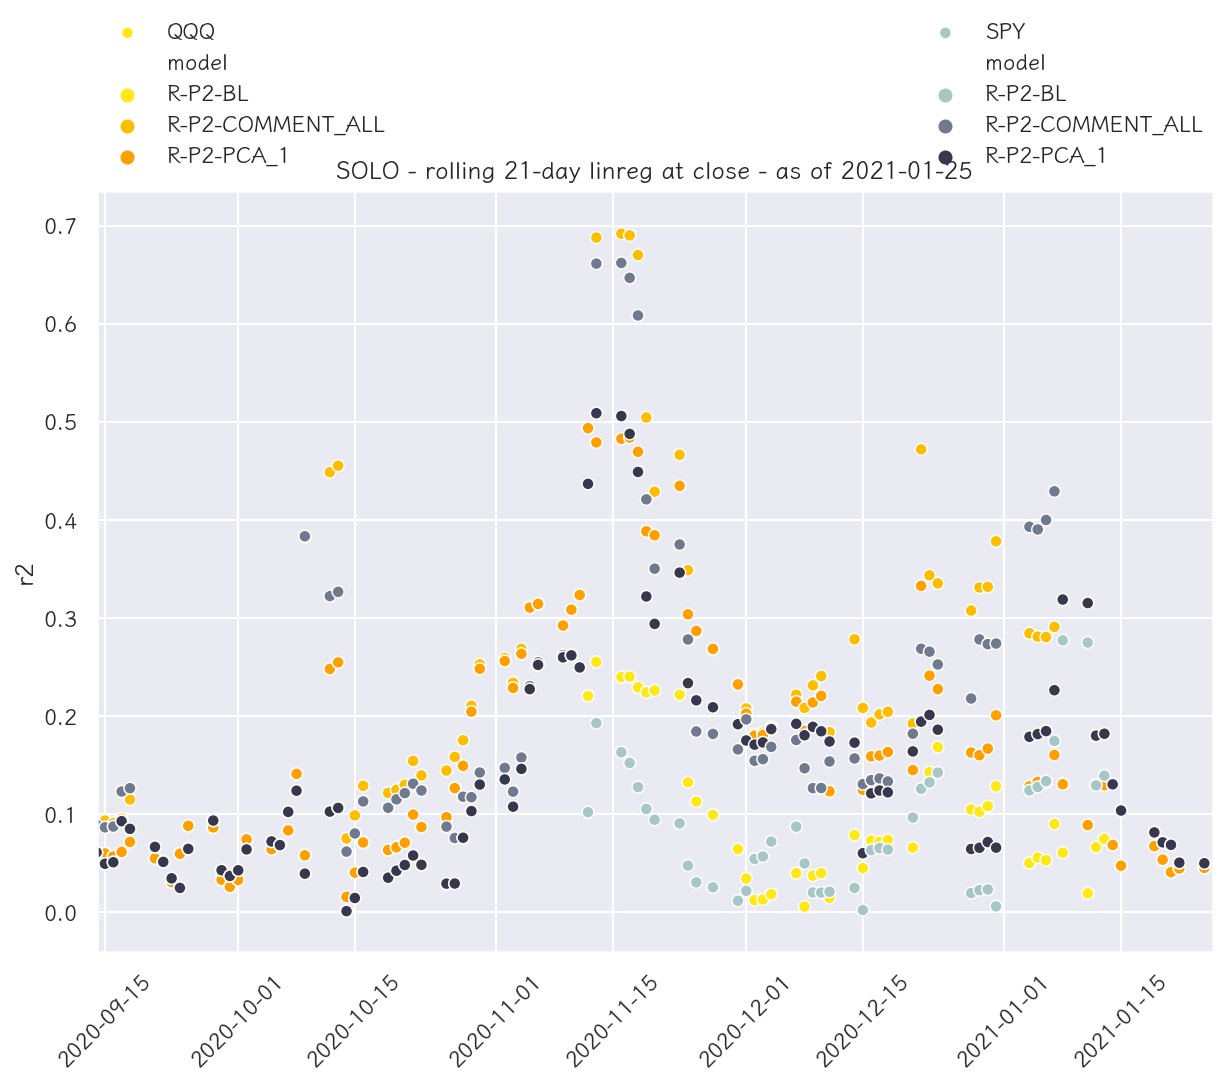 QQQ
model
R-P2-BL
R-P2-COMMENT_ALL
R-P2-PCA_1
SPY
model
R-P2-BL
R-P2-COMMENT_ALL
R-P2-PCA_1
SOLO - rolling 21-day linreg at close - as of 2021-01-25
r2
0.7
0.6
0.5
0.4
0.3
0.2
0.1
0.0
2020-09-15
2020-10-01
2020-10-15
2020-11-01
2020-11-15
2020-12-01
2020-12-15
2021-01-01
2021-01-15